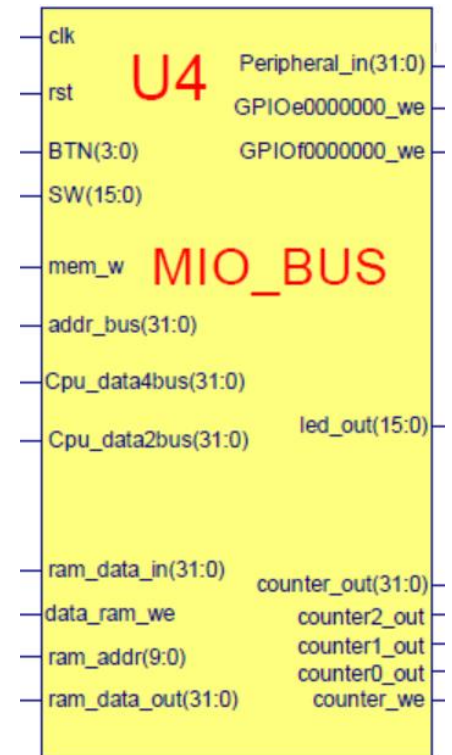 clk
U4
Peripheral_in(31:0)
rst
GPIOe0000000_we
BTN(3:0)
GPIOf0000000_we
SW(15:0)
mem_w
MIO_BUS
addr_bus(31:0)
Cpu_data4bus(31:0)
led_out(15:0)
Cpu_data2bus(31:0)
ram_data_in(31:0)
counter_out(31:0)
data_ram_we
counter2_out
counter1_out
ram_addr(9:0)
counter0_out
ram_data_out(31:0)
counter_we